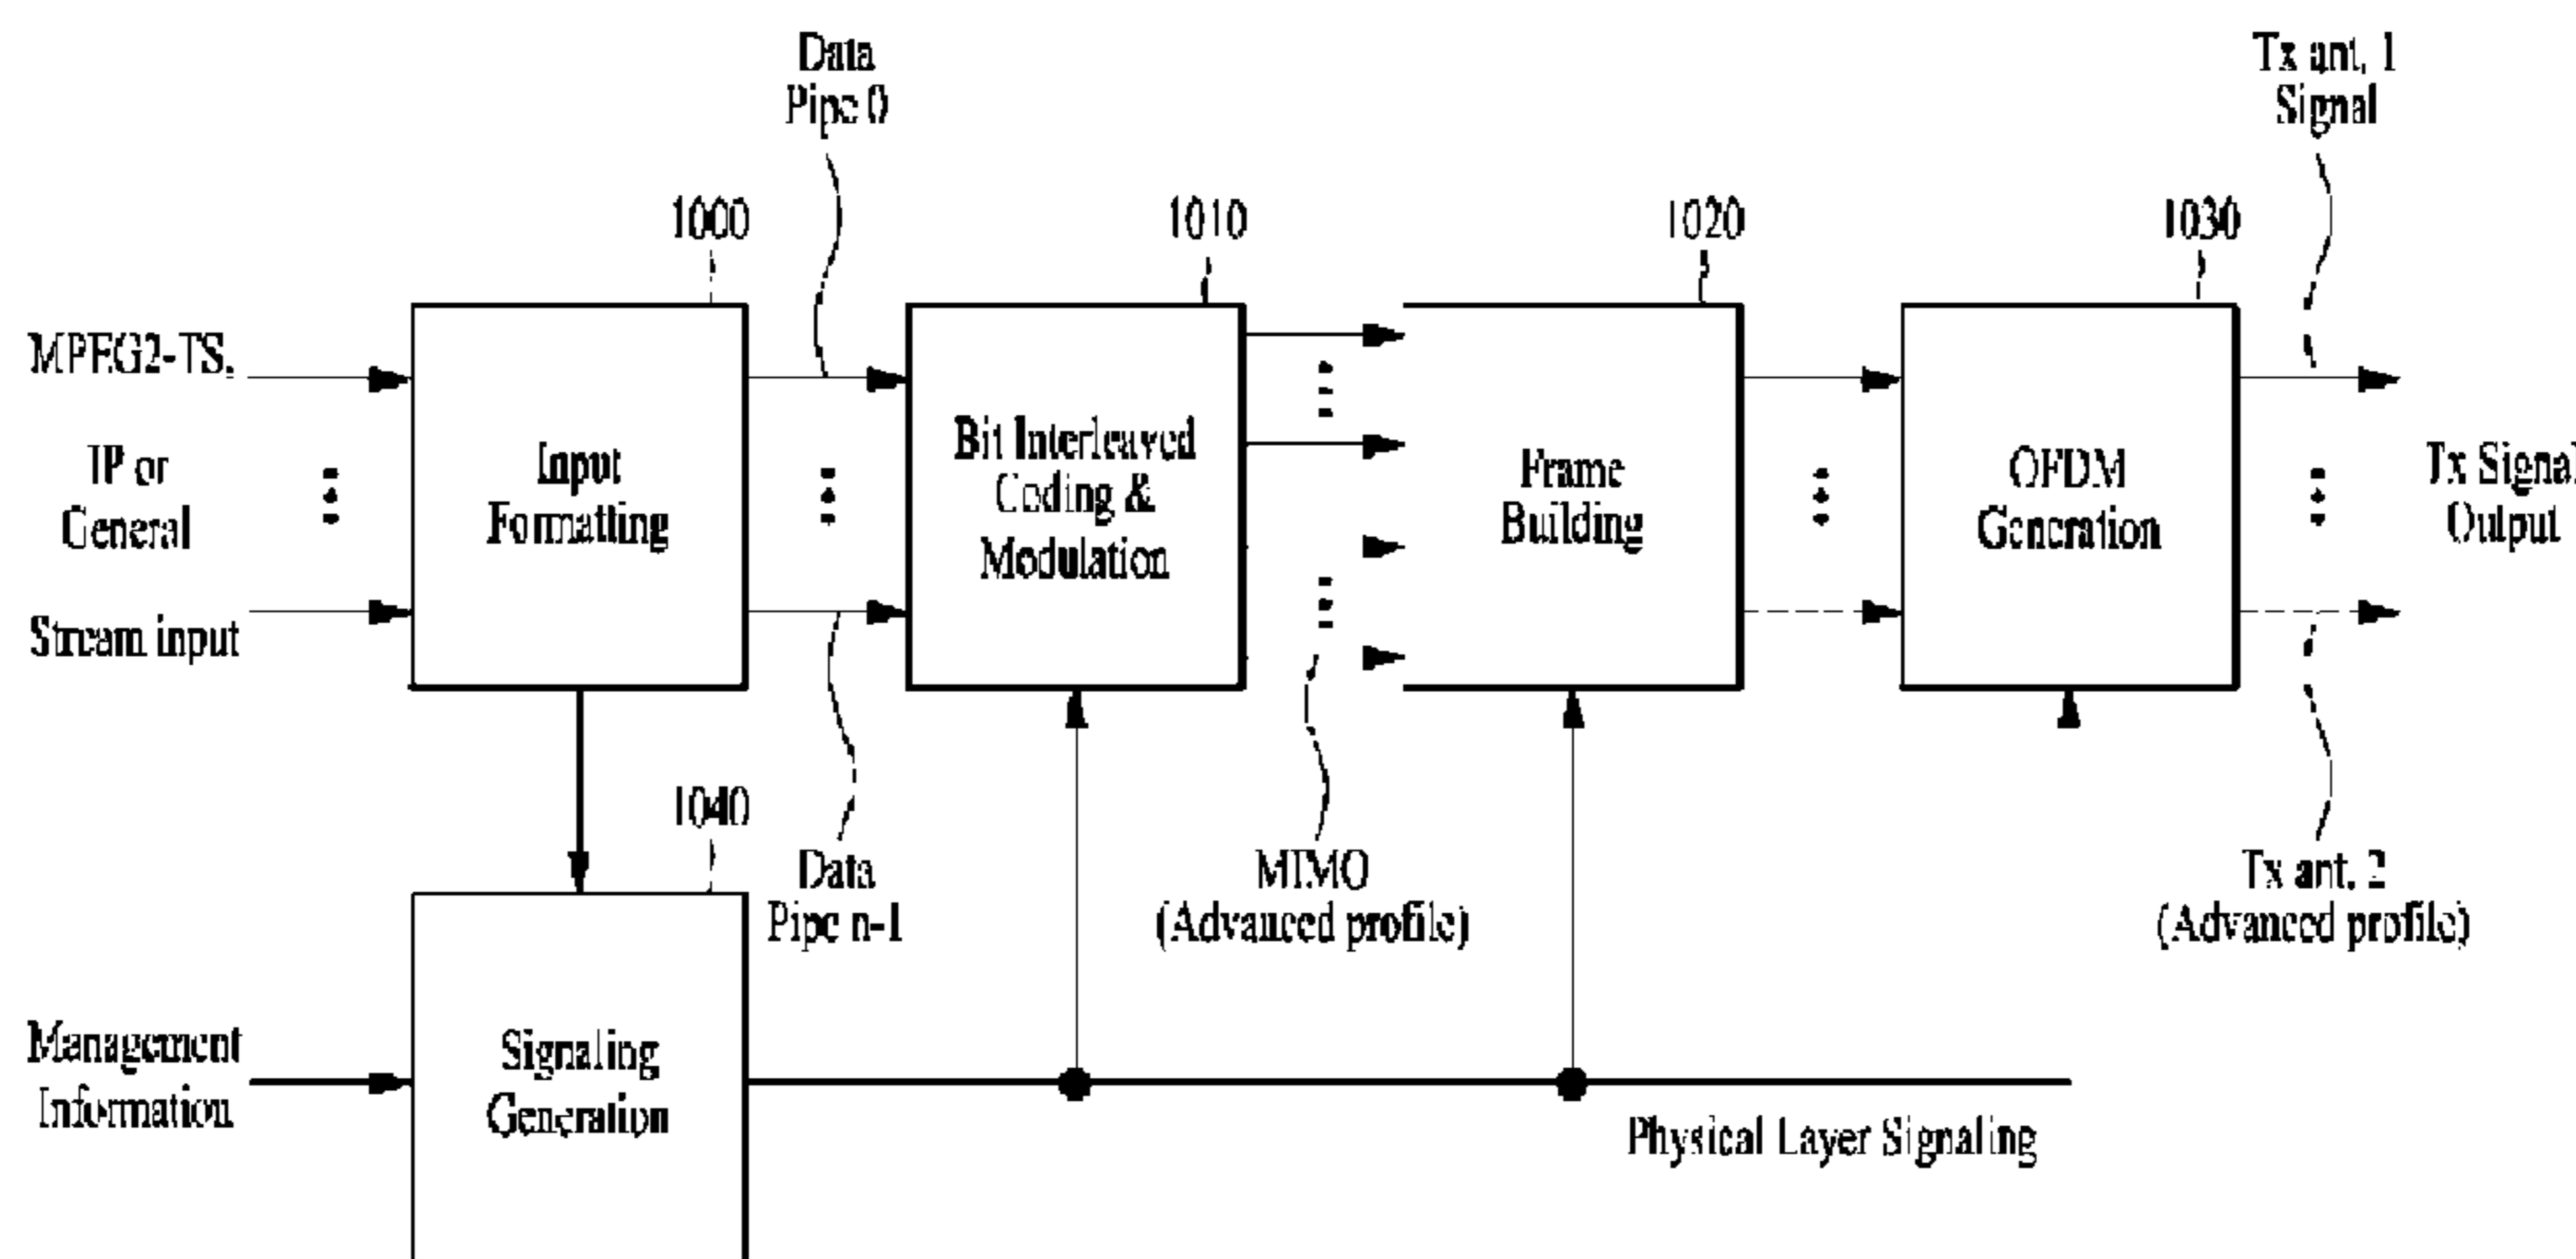 Data
Pipe 0
Tx ant. 1
Signal
1000
1010
1020
1030
MPEG2-TS,
IP or
General
Stream input
Input
Formatting
Bit Interleaved
Coding &
Modulation
Frame
Building
OFDM
Generation
Tx Signal
Output
1040
Data
Pipe n-1
MIMO
(Advanced profile)
Tx ant. 2
(Advanced profile)
Management
Information
Signaling
Generation
Physical Layer Signaling